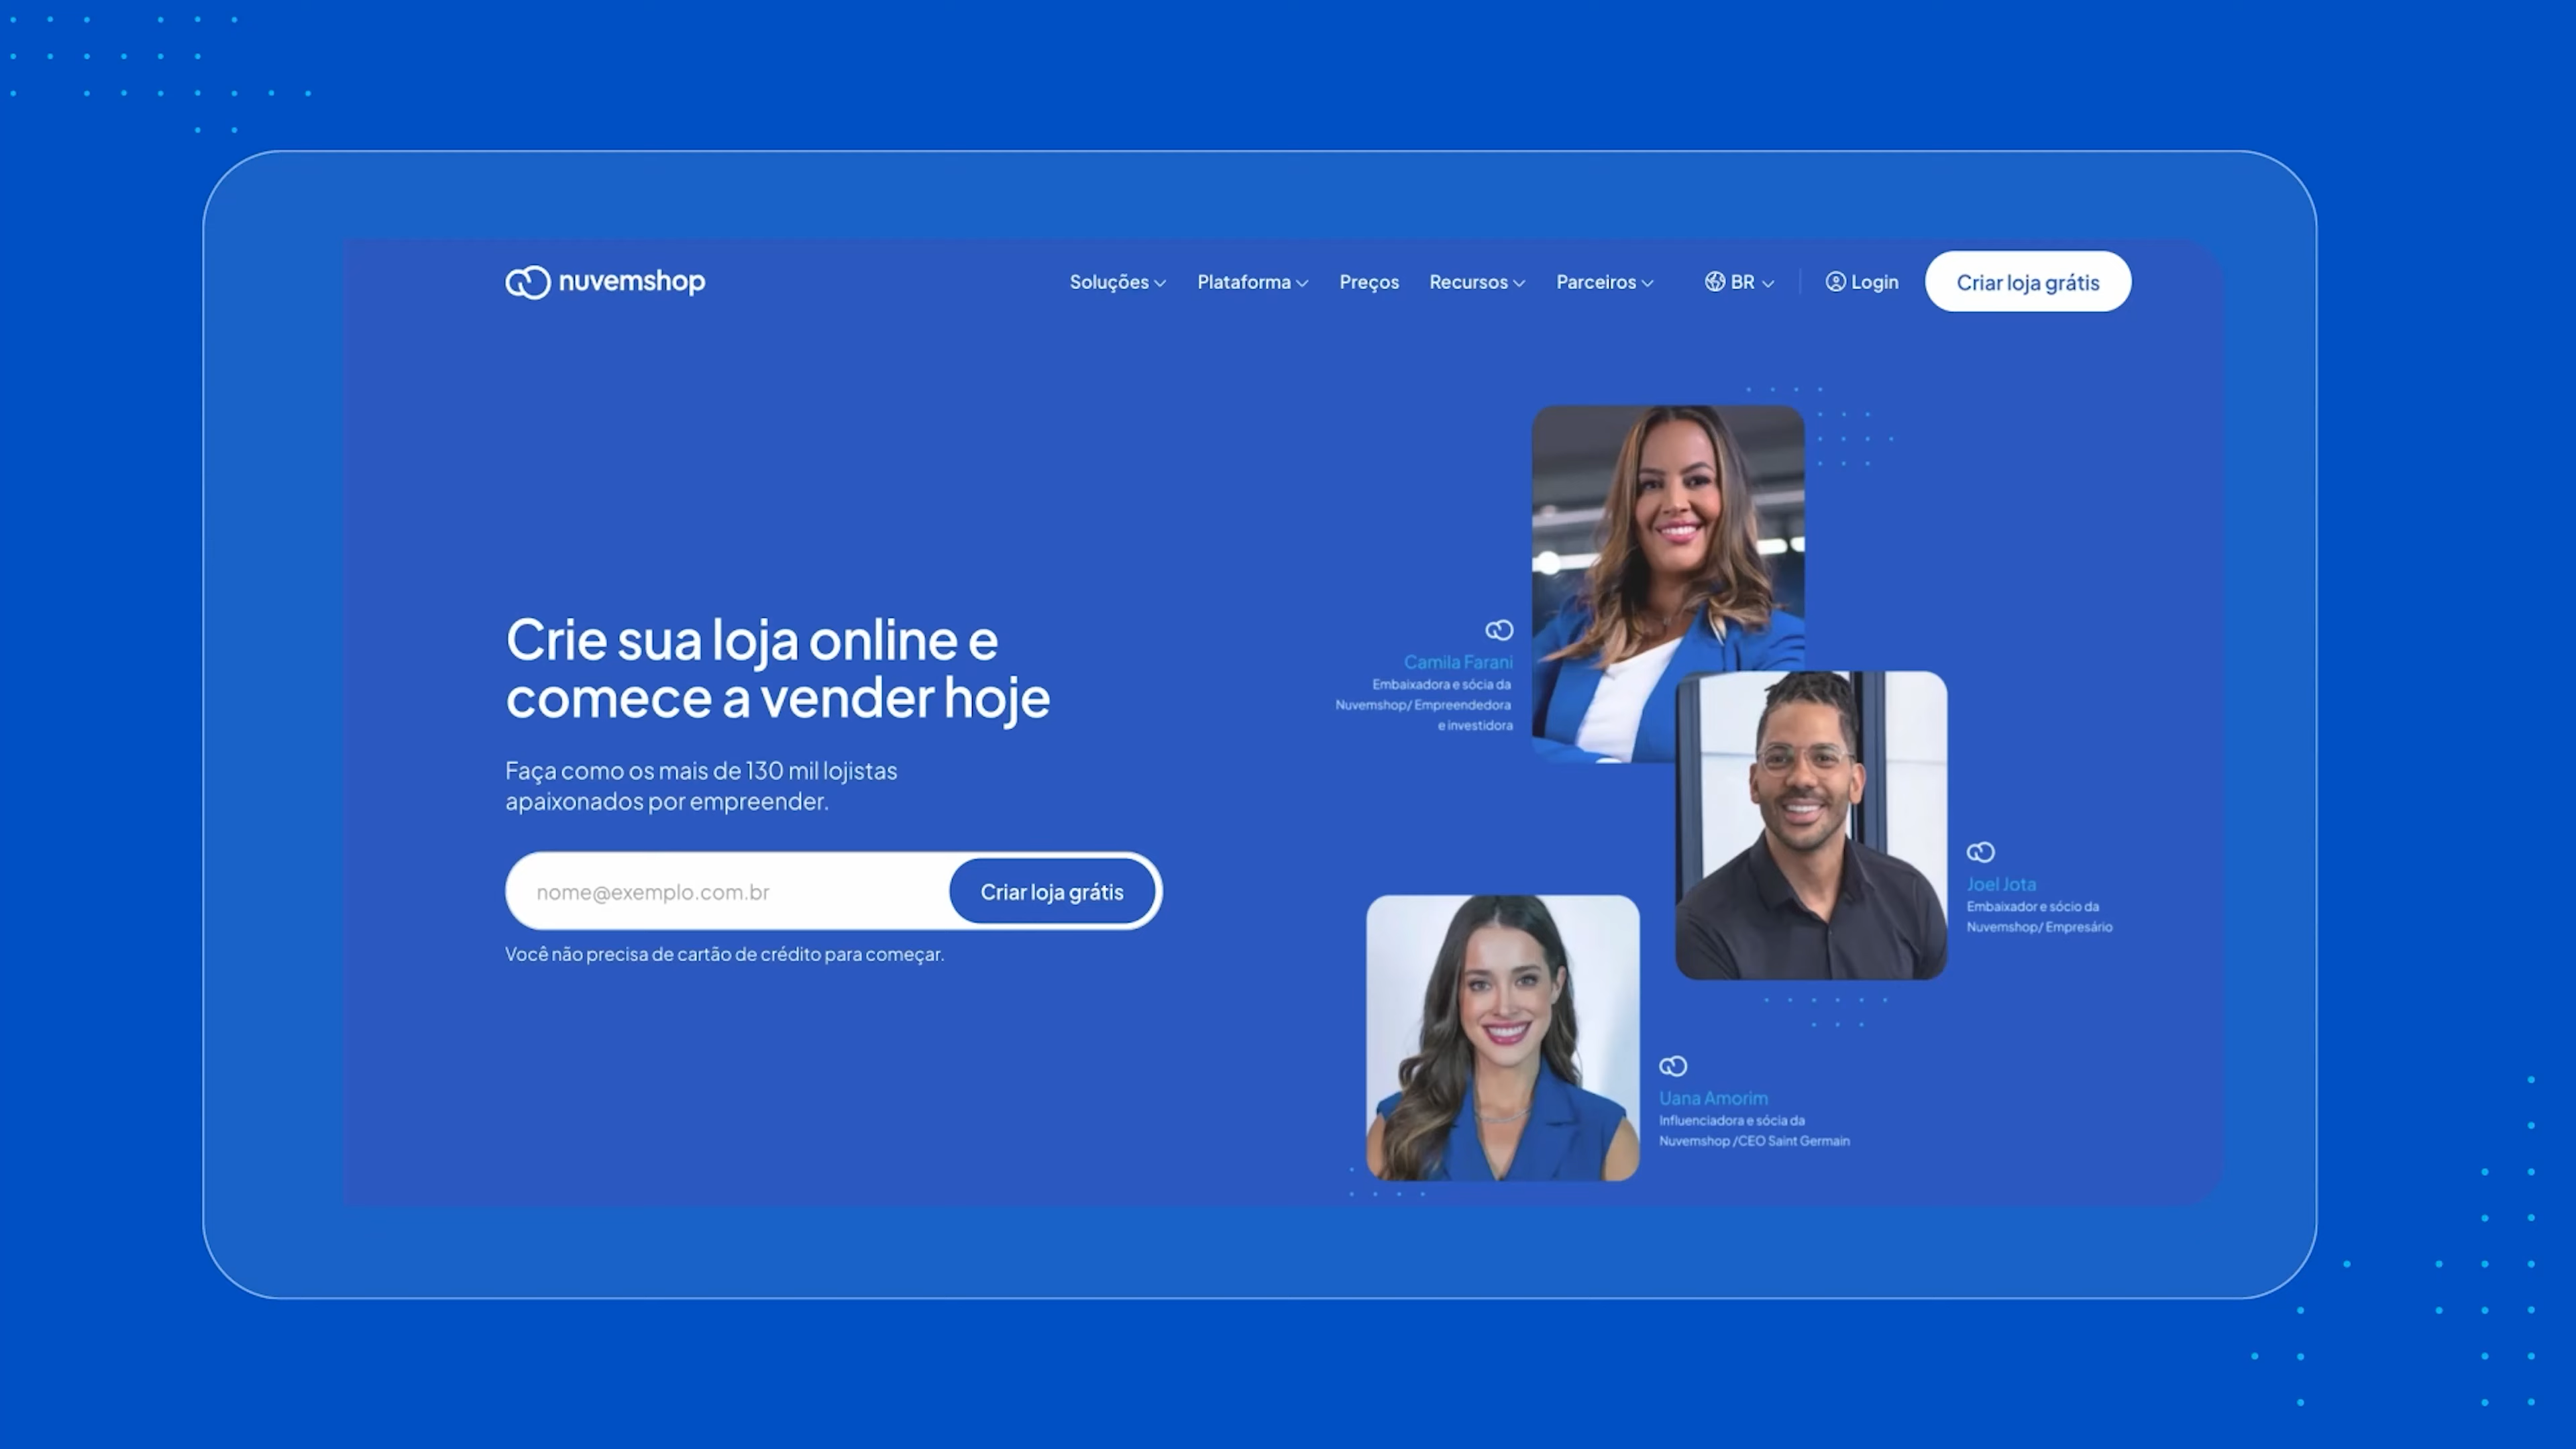 nuvemshop
Soluções
Plataforma
Preços
Recursos
Parceiros
BR
Login
Criar loja grátis
Crie sua loja online e
comece a vender hoje
Faça como os mais de 130 mil lojistas
apaixonados por empreender.
nome@exemplo.com.br
Criar loja grátis
Você não precisa de cartão de crédito para começar.
Camila Farani
Embaixadora e sócia da
Nuvemshop/ Empreendedora
e investidora
Joel Jota
Embaixador e sócio da
Nuvemshop/ Empresário
Uana Amorim
Influenciadora e sócia da
Nuvemshop /CEO Saint Germain